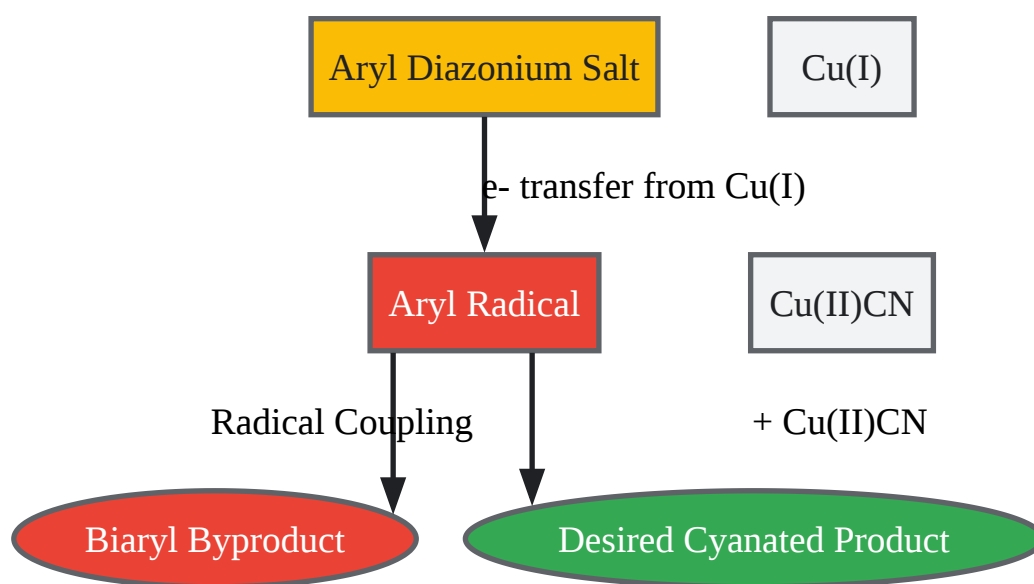 Aryl Diazonium Salt
Cu(I)
e- transfer from Cu(I)
Aryl Radical
Cu(II)CN
Radical Coupling
+ Cu(II)CN
Biaryl Byproduct
Desired Cyanated Product